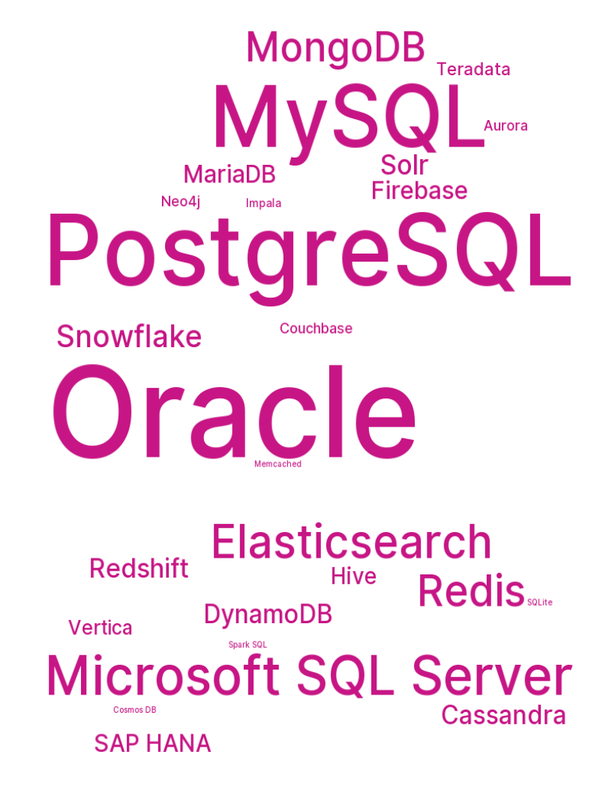 MongoDB
Teradata
MySQL
Aurora
Solr
MariaDB
Firebase
Neo4j
Impala
PostgreSQL
Couchbase
Snowflake
Oracle
Memcached
Elasticsearch
Redshift
Hive
Redis
SQLite
DynamoDB
Vertica
Spark SQL
Microsoft SQL Server
Cosmos DB
Cassandra
SAP HANA